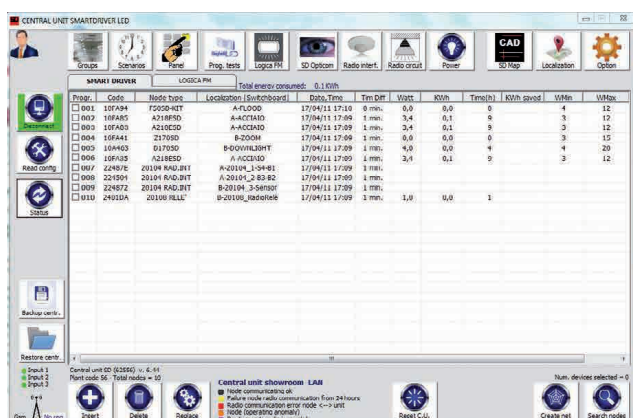 CENTRAL UNIT SMARTDRIVER LED
Groups Scenarios Panel Prog. tests Logica FM SD Opticom Radio interf. Radio circuit Power CAD SD Map Localization Option
SMART DRIVER LOGICA FM Total energy consumed: 0.1 KWh
Progr. Code Node type Localization (Switchboard) Date,Time Tim Diff Watt KWh Time(h) KWh saved WMin WMax
001 10FA94 A-FLOOD 17/04/11 17:10 0 min. 0,0 0,0 0 4 12
002 10FAB5 A218ESD A-ACCIAIO 17/04/11 17:09 1 min. 3,4 0,1 9 3 12
003 A218ESD A-ACCIAIO 17/04/11 17:09 1 min. 3,4 0,1 9 3 12
004 10FA41 Z170SD B-ZOOM 17/04/11 17:09 1 min. 0,0 0,0 0 3 15
005 10A463 D170SD B-DOWNLIGHT 17/04/11 17:09 1 min. 4,0 0,0 4 4 20
006 10FA35 A218ESD A-ACCIAIO 17/04/11 17:09 1 min. 3,4 0,1 9 3 12
007 22487E 20104 RAD.INT A-20104_1-S4-B1 17/04/11 17:09 1 min.
008 224504 20104 RAD.INT A-20104_2-B3-B2 17/04/11 17:09 1 min.
009 224872 20104 RAD.INT B-20104_3-Sensor 17/04/11 17:09 1 min.
010 2401DA 20108 RELE' B-20108_RadioRelè 17/04/11 17:09 1 min. 1,0 0,0 1
Disconnect
Read config
Status
Backup centr.
Restore centr.
Input 1
Input 2
Input 3
Central unit SD (62556) v. 6.44
Plant code 56 - Total nodes = 10
Num. devices selected = 0
Central unit showroom LAN
Node communicating ok
Failure node radio communication from 24 hours
Radio communication error node <--> unit
Node (operating anomaly)
Gsm No reg
Insert Delete Replace Reset C.U. Create net Search nodes